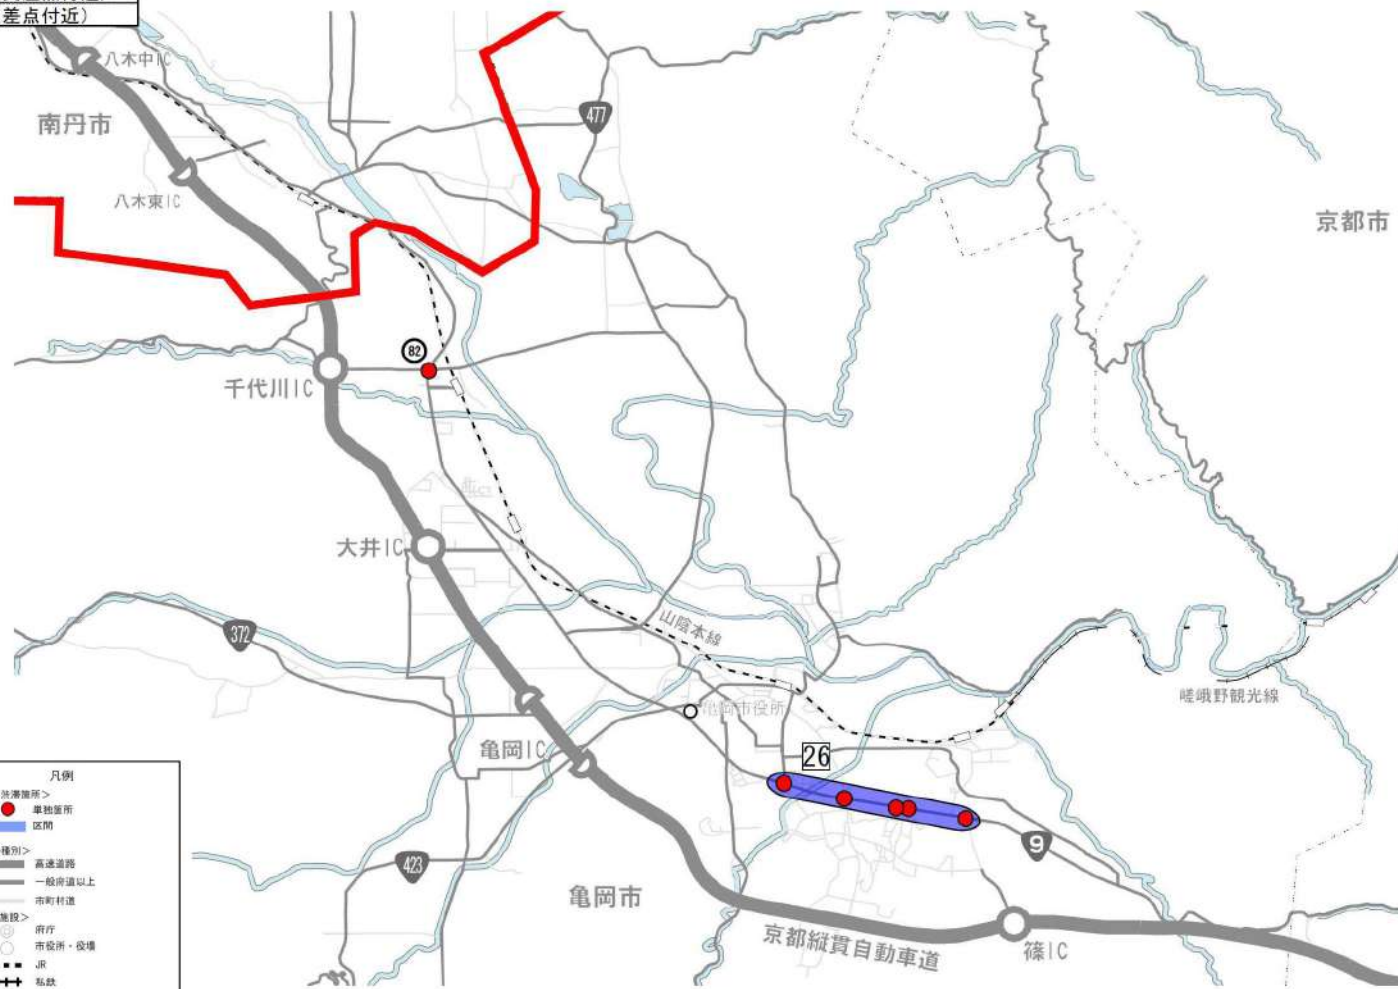 差点付近）
八木中IC
南丹市
477
八木東IC
京都市
82
千代川IC
大井IC
372
山陰本線
嵯峨野観光線
亀岡市役所
亀岡IC
26
9
423
亀岡市
京都縦貫自動車道
篠IC
凡例
渋滞箇所＞
単独箇所
区間
種別＞
高速道路
一般府道以上
市町村道
施設＞
府庁
市役所・役場
JR
私鉄